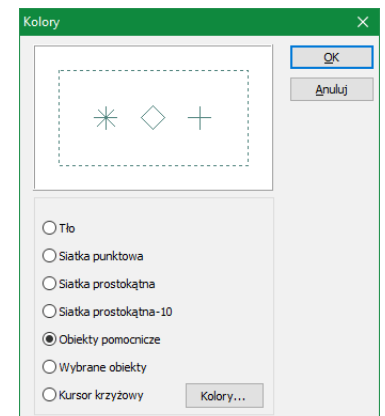 Kolory
OK
Anuluj
Tło
Siatka punktowa
Siatka prostokątna
Siatka prostokątna-10
Obiekty pomocnicze
Wybrane obiekty
Kursor krzyżowy
Kolory...